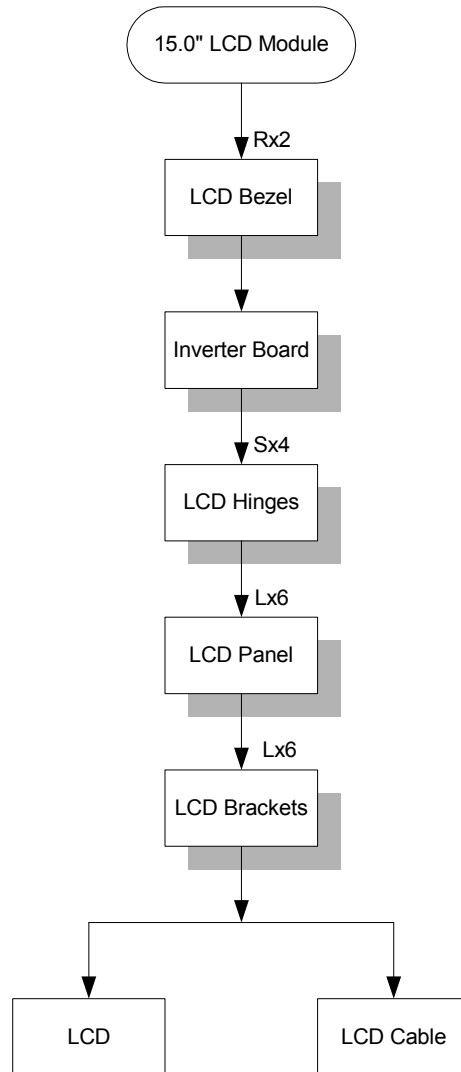 15.0" LCD Module
Rx2
LCD Bezel
Inverter Board
Sx4
LCD Hinges
Lx6
LCD Panel
Lx6
LCD Brackets
LCD
LCD Cable